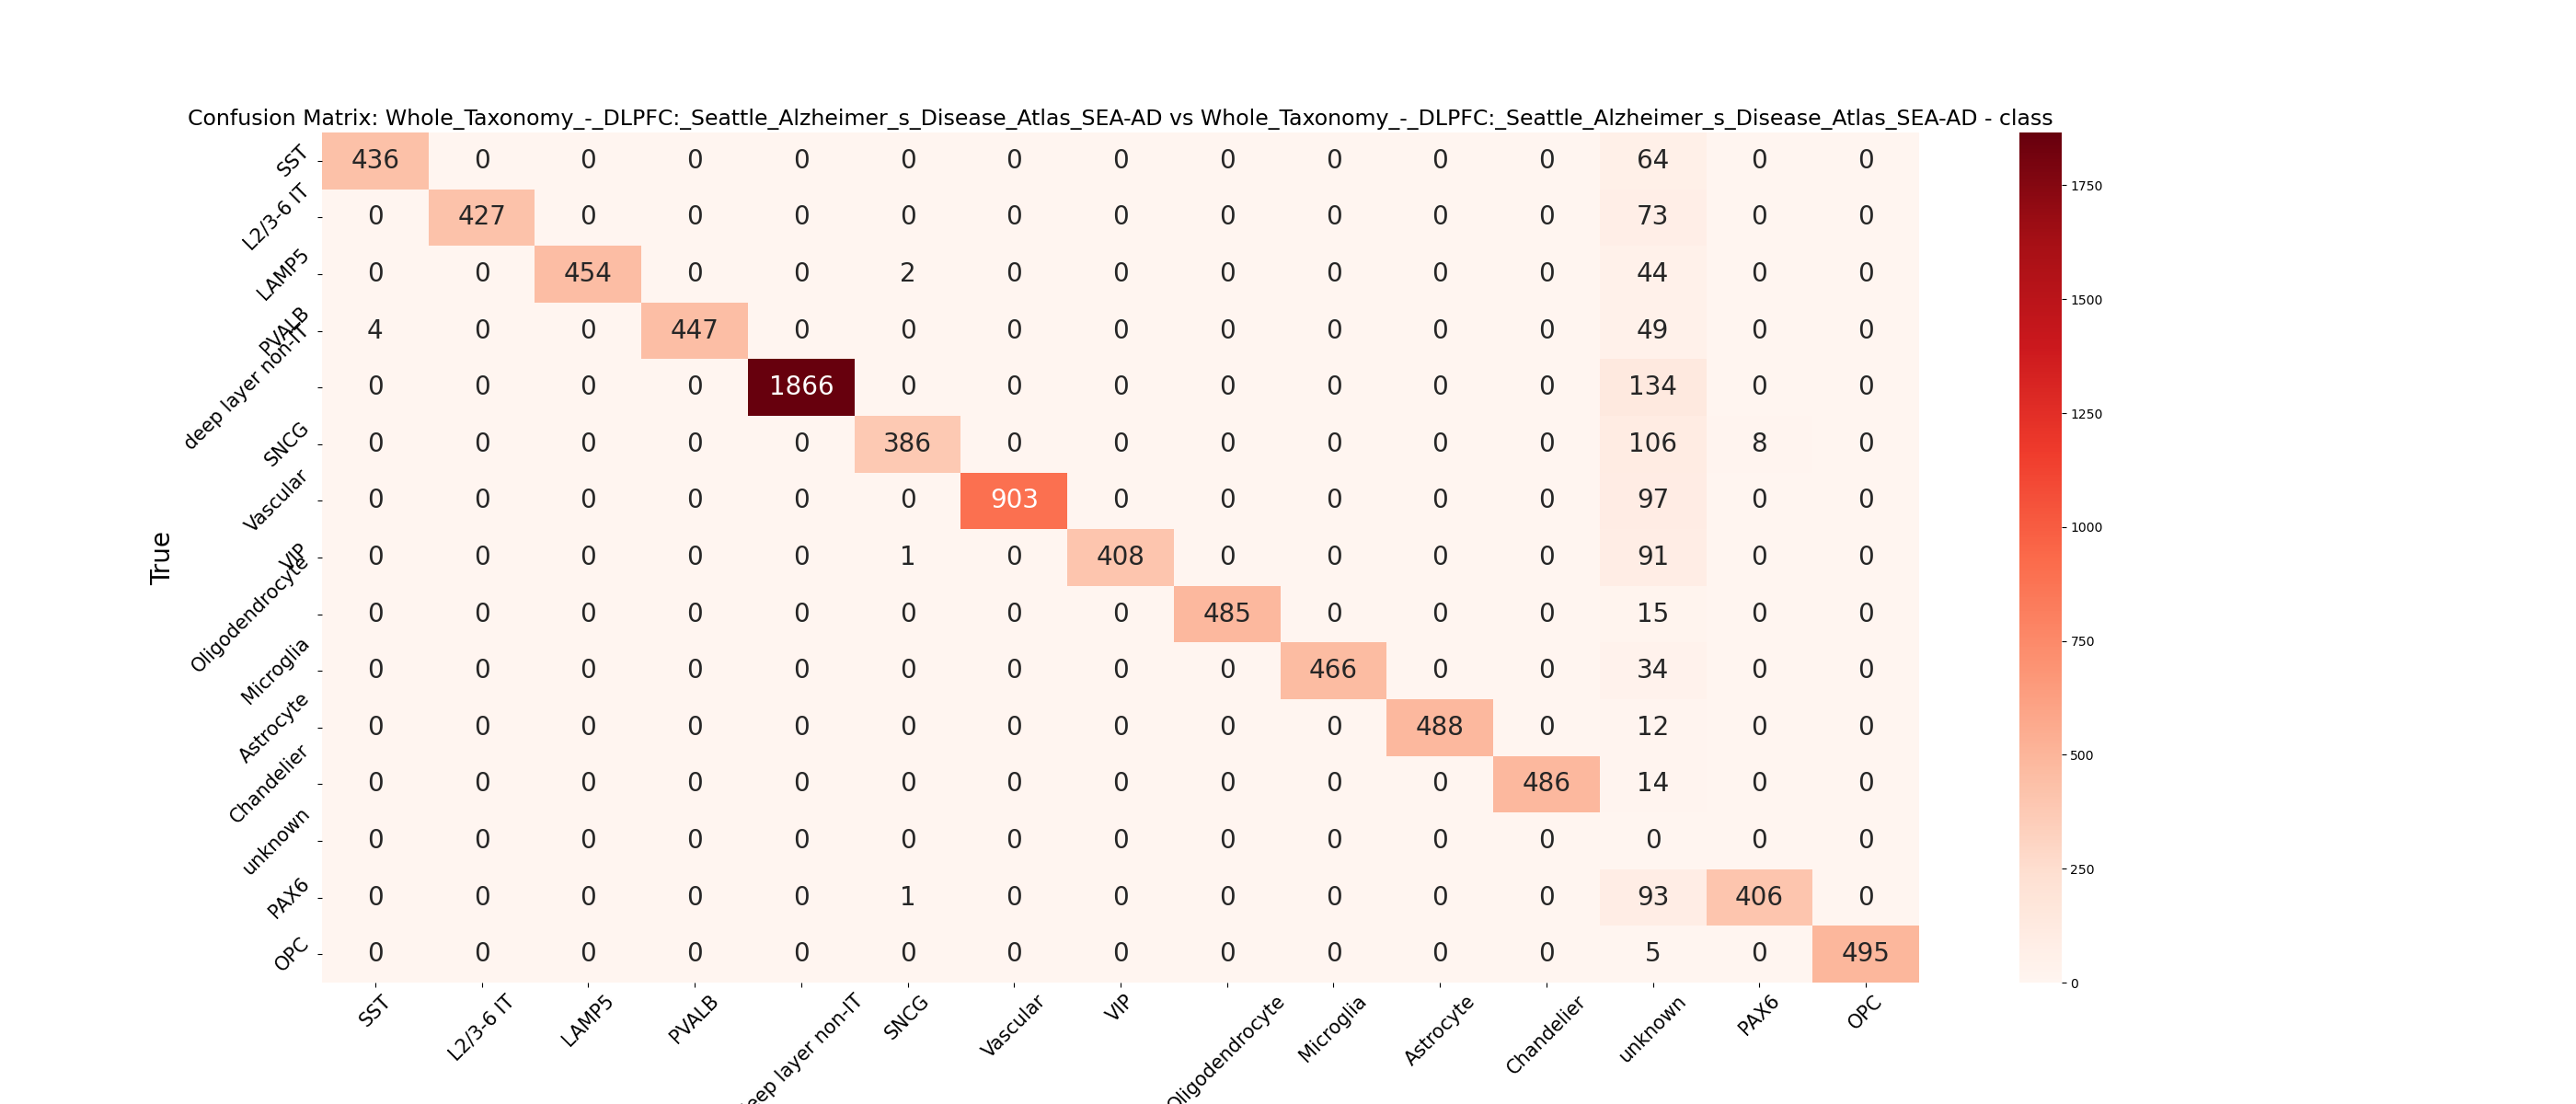 Confusion Matrix: Whole_Taxonomy_-_DLPFC:_Seattle_Alzheimer_s_Disease_Atlas_SEA-AD vs Whole_Taxonomy_-_DLPFC:_Seattle_Alzheimer_s_Disease_Atlas_SEA-AD - class
SST 436 0 0 0 0 0 0 0 0 0 0 0 64 0 0
L2/3-6 IT 0 427 0 0 0 0 0 0 0 0 0 0 73 0 0
LAMP5 0 0 454 0 0 2 0 0 0 0 0 0 44 0 0
PVALB 4 0 0 447 0 0 0 0 0 0 0 0 49 0 0
deep layer non-IT 0 0 0 0 1866 0 0 0 0 0 0 0 134 0 0
SNCG 0 0 0 0 0 386 0 0 0 0 0 0 106 8 0
Vascular 0 0 0 0 0 0 903 0 0 0 0 0 97 0 0
VIP 0 0 0 0 0 1 0 408 0 0 0 0 91 0 0
Oligodendrocyte 0 0 0 0 0 0 0 0 485 0 0 0 15 0 0
Microglia 0 0 0 0 0 0 0 0 0 466 0 0 34 0 0
Astrocyte 0 0 0 0 0 0 0 0 0 0 488 0 12 0 0
Chandelier 0 0 0 0 0 0 0 0 0 0 0 486 14 0 0
unknown 0 0 0 0 0 0 0 0 0 0 0 0 0 0 0
PAX6 0 0 0 0 0 1 0 0 0 0 0 0 93 406 0
OPC 0 0 0 0 0 0 0 0 0 0 0 0 5 0 495
True
SST L2/3-6 IT LAMP5 PVALB layer non-IT SNCG Vascular VIP Oligodendrocyte Microglia Astrocyte Chandelier unknown PAX6 OPC
1750
1500
1250
1000
750
500
250
0